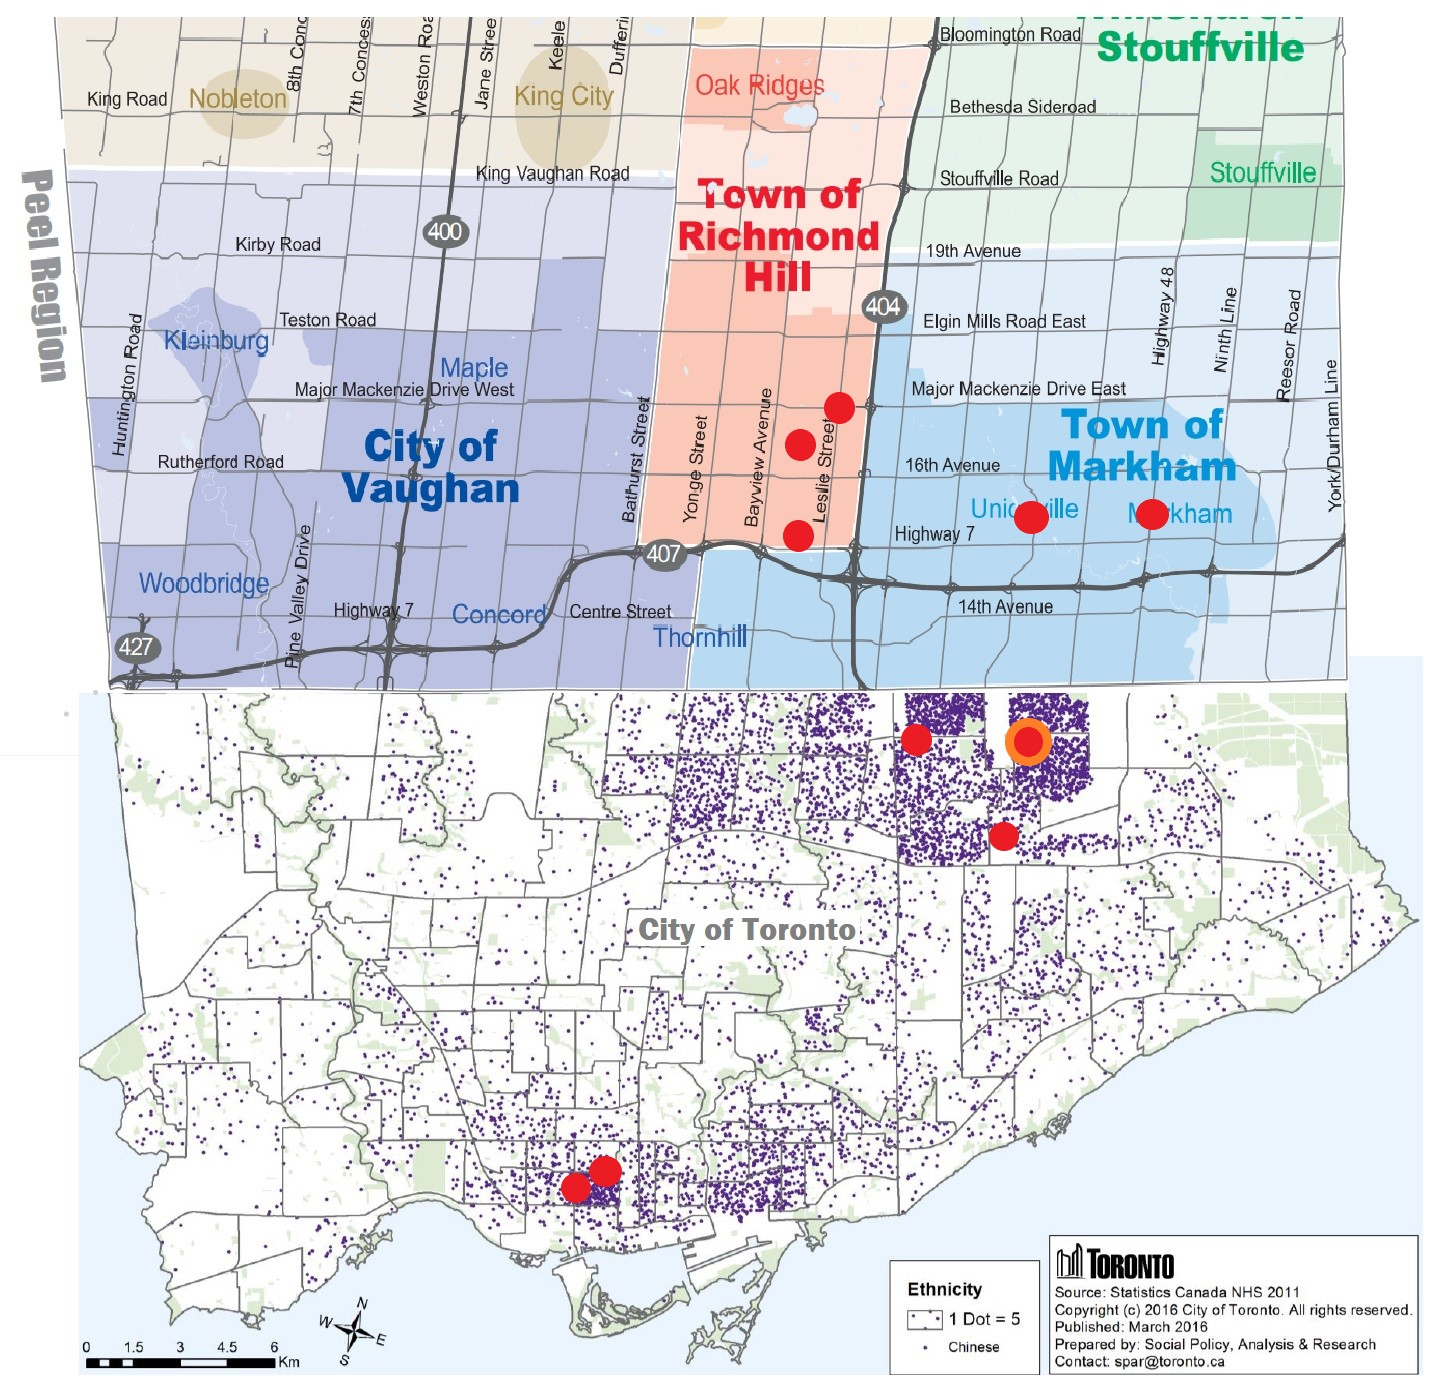 Bloomington Road
Stouffville
8th Conc
7th Concess
Weston Roa
Jane Stree
Keele
Dufferi
Oak Ridges
King Road
Nobleton
King City
Bethesda Sideroad
King Vaughan Road
Stouffville Road
Stouffville
Peel Region
Town of
Richmond
Hill
400
Kirby Road
19th Avenue
Highway 48
Ninth Line
Reesor Road
404
Huntington Road
Teston Road
Elgin Mills Road East
Kleinburg
Maple
Major Mackenzie Drive West
Major Mackenzie Drive East
York/Durham Line
Bathurst Street
Yonge Street
Bayview Avenue
Leslie Street
City of
Vaughan
Town of
Markham
Rutherford Road
16th Avenue
Highway 7
407
Pine Valley Drive
Woodbridge
Highway 7
Concord
Centre Street
14th Avenue
Thornhill
427
City of Toronto
N
W
E
S
0 1.5 3 4.5 6
Km
Ethnicity
1 Dot = 5
Chinese
TORONTO
Source: Statistics Canada NHS 2011
Copyright (c) 2016 City of Toronto. All rights reserved.
Published: March 2016
Prepared by: Social Policy, Analysis & Research
Contact: spar@toronto.ca